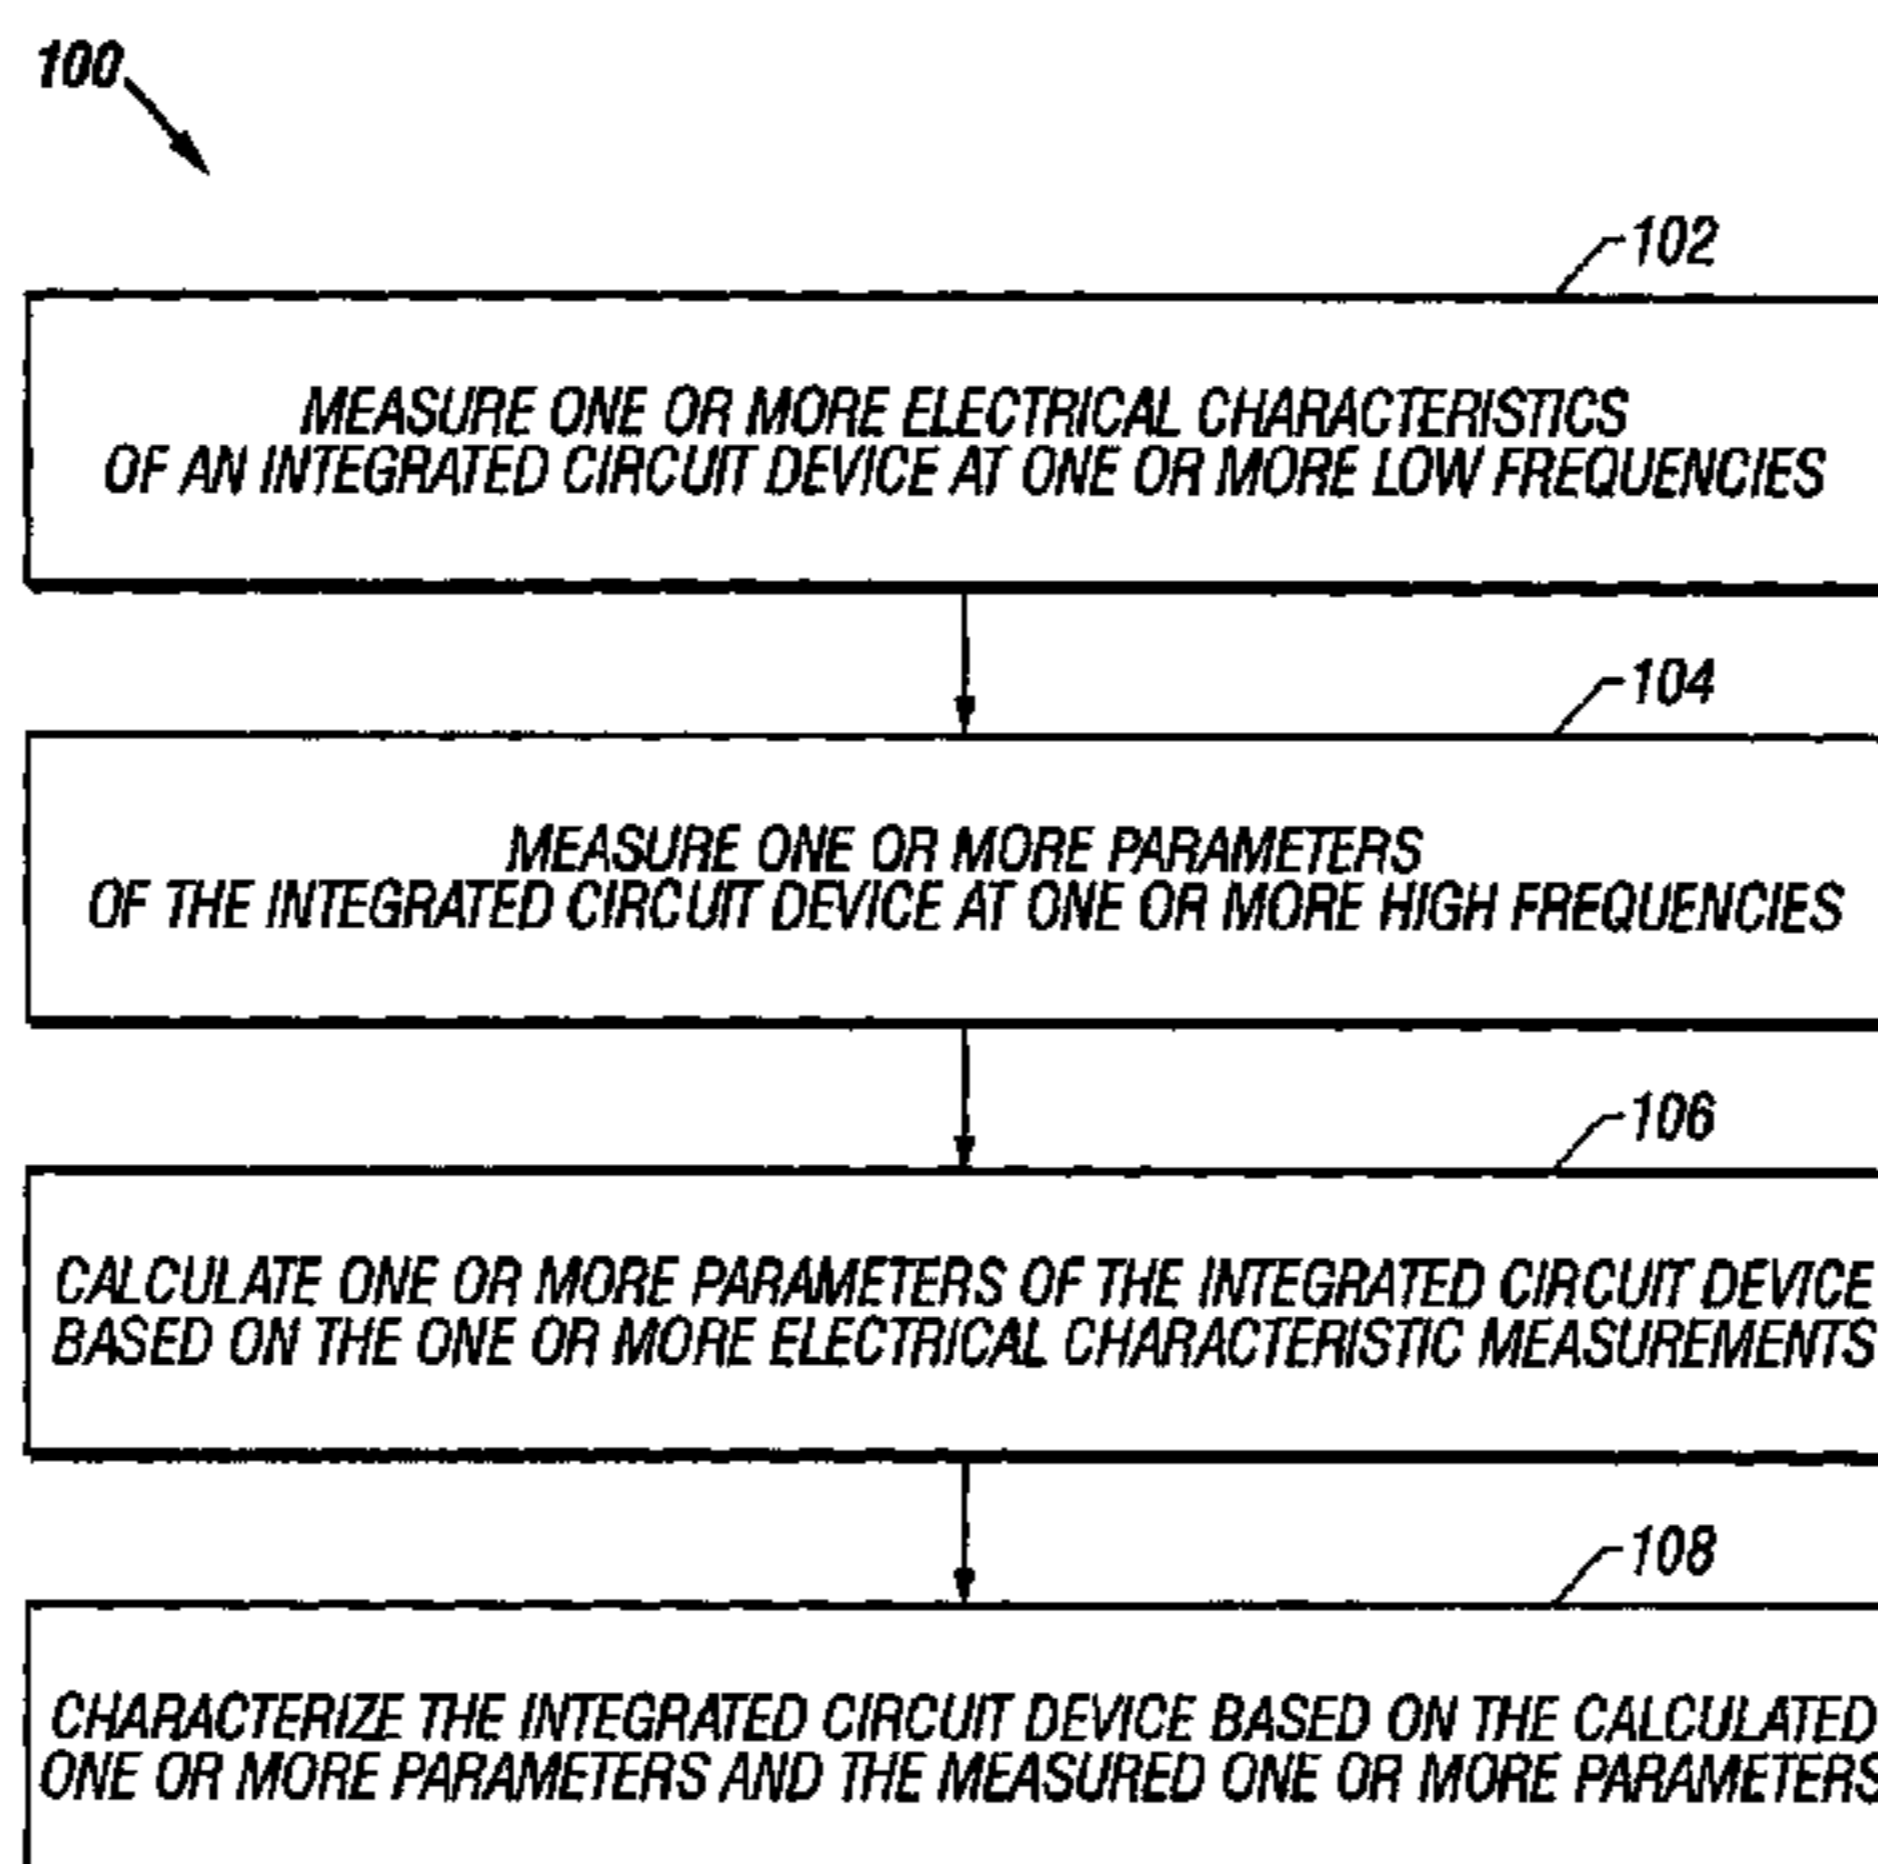 100
102
MEASURE ONE OR MORE ELECTRICAL CHARACTERISTICS
OF AN INTEGRATED CIRCUIT DEVICE AT ONE OR MORE LOW FREQUENCIES
104
MEASURE ONE OR MORE PARAMETERS
OF THE INTEGRATED CIRCUIT DEVICE AT ONE OR MORE HIGH FREQUENCIES
106
CALCULATE ONE OR MORE PARAMETERS OF THE INTEGRATED CIRCUIT DEVICE
BASED ON THE ONE OR MORE ELECTRICAL CHARACTERISTIC MEASUREMENTS
108
CHARACTERIZE THE INTEGRATED CIRCUIT DEVICE BASED ON THE CALCULATED
ONE OR MORE PARAMETERS AND THE MEASURED ONE OR MORE PARAMETERS